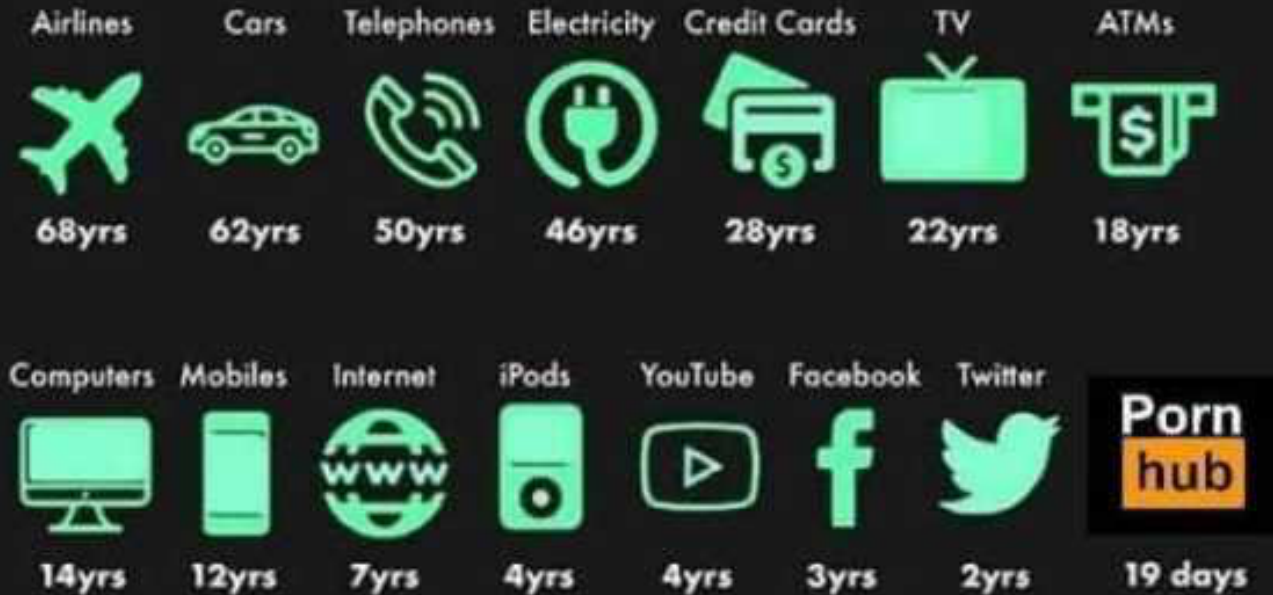 Airlines Cars Telephones Electricity Credit Cards TV ATMs
$
$
68yrs 62yrs 50yrs 46yrs 28yrs 22yrs 18yrs
Computers Mobiles Internet iPods YouTube Facebook Twitter
Porn
hub
www
f
14yrs 12yrs 7yrs 4yrs 4yrs 3yrs 2yrs 19 days